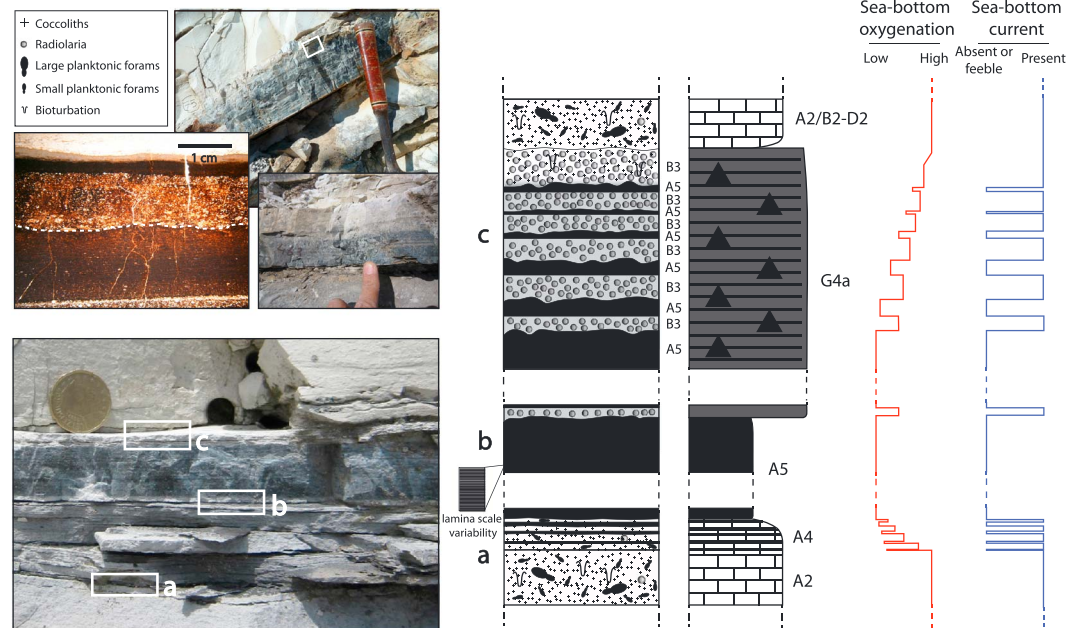 Coccoliths
Radiolaria
Large planktonic forams
Small planktonic forams
Bioturbation
1 cm
c
b
a
Sea-bottom
oxygenation
Low
High
Sea-bottom
current
Absent or
feeble
Present
c
B3
A5
B3
A5
B3
A5
B3
A5
B3
A5
B3
A5
A2/B2-D2
G4a
b
lamina scale
variability
A5
a
A4
A2